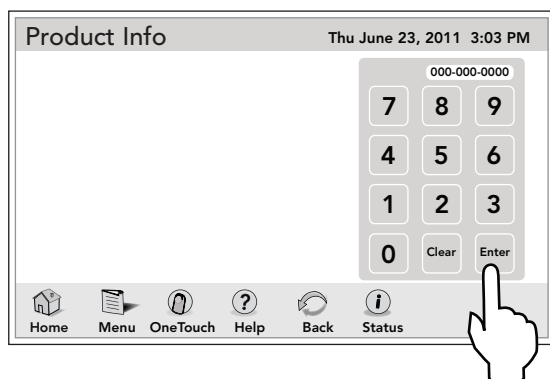 Product Info Thu June 23, 2011 3:03 PM
000-000-0000
7 8 9
4 5 6
1 2 3
0 Clear Enter
? i
Home Menu OneTouch Help Back Status